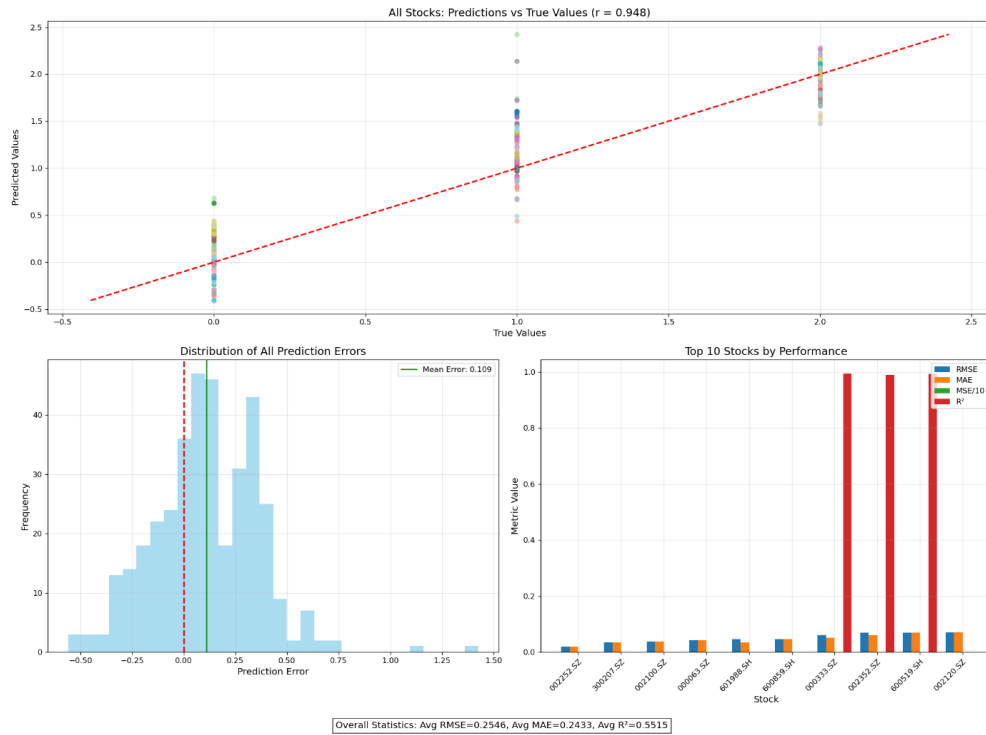 All Stocks: Predictions vs True Values (r = 0.948)
2.5
2.0
1.5
1.0
0.5
0.0
−0.5
Predicted Values
−0.5
0.0
0.5
1.0
1.5
2.0
2.5
True Values
Distribution of All Prediction Errors
Mean Error: 0.109
40
30
20
10
0
Frequency
−0.50
−0.25
0.00
0.25
0.50
0.75
1.00
1.25
1.50
Prediction Error
Top 10 Stocks by Performance
RMSE
MAE
MSE/10
R²
1.0
0.8
0.6
0.4
0.2
0.0
Metric Value
002252.SZ
300207.SZ
002100.SZ
000063.SZ
601988.SH
600859.SH
000333.SZ
002352.SZ
600519.SH
002120.SZ
Stock
Overall Statistics: Avg RMSE=0.2546, Avg MAE=0.2433, Avg R²=0.5515